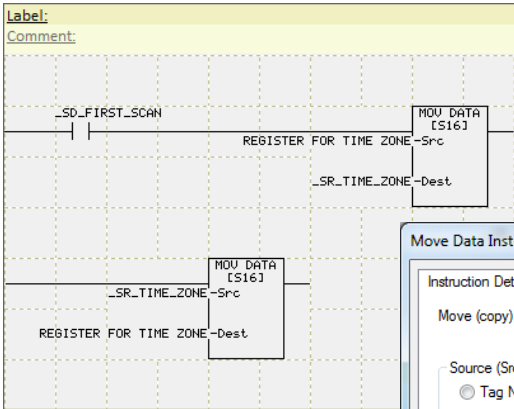 Label:
Comment:
_SD_FIRST_SCAN
MOV DATA
[S16]
REGISTER FOR TIME ZONE -Src
_SR_TIME_ZONE -Dest
Move Data Inst
MOV DATA
[S16]
_SR_TIME_ZONE -Src
REGISTER FOR TIME ZONE -Dest
Instruction Det
Move (copy)
Source (Sr
Tag N